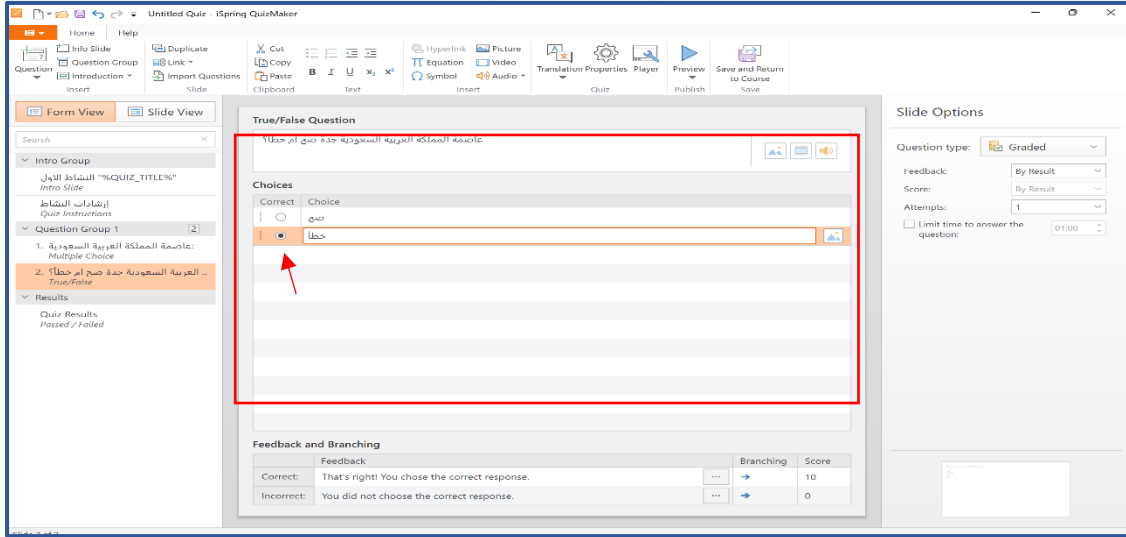 Untitled Quiz - iSpring QuizMaker
Home Help
Question
Info Slide
Question Group
Introduction
Insert
Duplicate
Link
Import Questions
Slide
Cut
Copy
Paste
Clipboard
B I U X₂ X²
Text
Hyperlink
Equation
Symbol
Picture
Video
Audio
Insert
Translation Properties Player
Quiz
Preview
Publish
Save and Return to Course
Save
Form View Slide View
Search
Intro Group
النشاط الأول "%QUIZ_TITLE%"
Intro Slide
إرشادات النشاط
Quiz Instructions
Question Group 1 2
1. عاصمة المملكة العربية السعودية:
Multiple Choice
2. العربية السعودية جدة صح ام خطأ؟ ..
True/False
Results
Quiz Results
Passed / Failed
True/False Question
عاصمة المملكة العربية السعودية جدة صح ام خطأ؟
Choices
Correct Choice
صح
خطأ
Feedback and Branching
Feedback Branching Score
Correct: That's right! You chose the correct response. ... 10
Incorrect: You did not choose the correct response. ... 0
Slide Options
Question type: Graded
Feedback: By Result
Score: By Result
Attempts: 1
Limit time to answer the question: 01:00